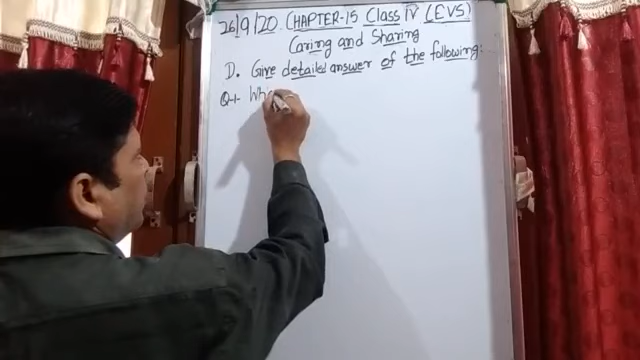 26/9/20. CHAPTER-15 Class IV (EVS)
Caring and Sharing
D. Give detailed answer of the following:
Q-1. Wh